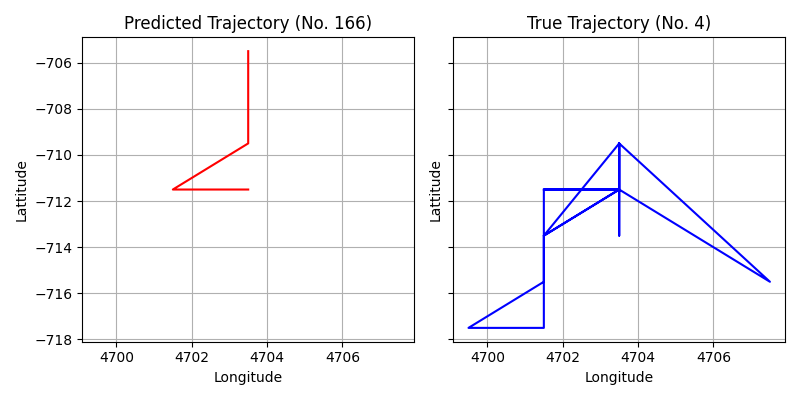 Predicted Trajectory (No. 166)
True Trajectory (No. 4)
−706
−708
−710
−712
−714
−716
−718
Lattitude
Lattitude
4700 4702 4704 4706
4700 4702 4704 4706
Longitude
Longitude